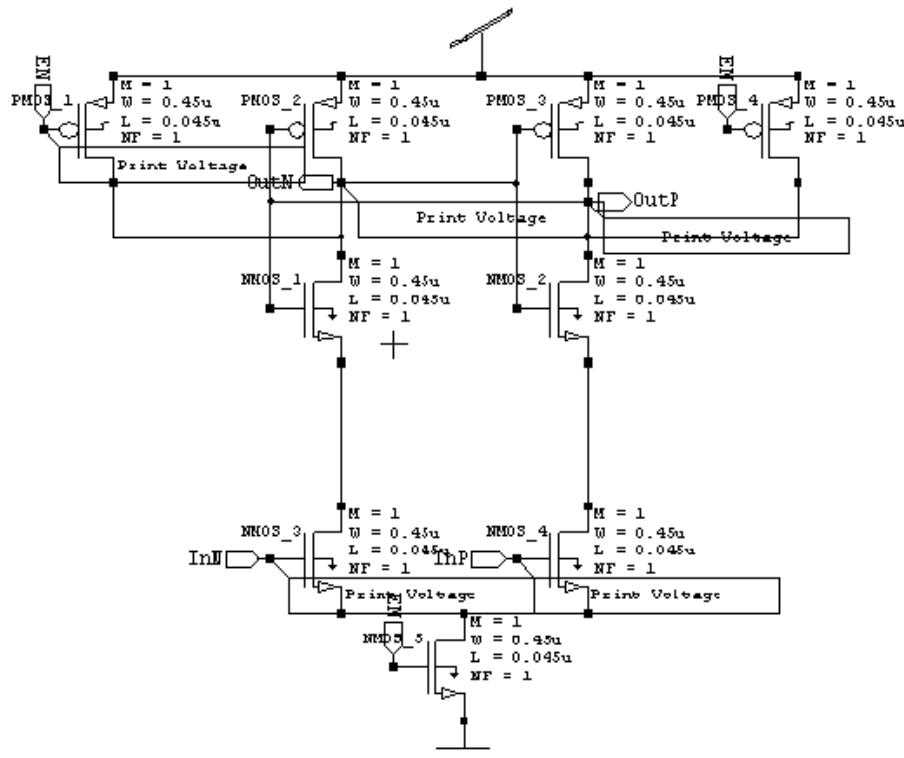 EN
EN
PMOS_1
M = 1
W = 0.45u
L = 0.045u
NF = 1
PMOS_2
M = 1
W = 0.45u
L = 0.045u
NF = 1
PMOS_3
M = 1
W = 0.45u
L = 0.045u
NF = 1
PMOS_4
M = 1
W = 0.45u
L = 0.045u
NF = 1
Print Voltage
OutN
Print Voltage
OutP
Print Voltage
NMOS_1
M = 1
W = 0.45u
L = 0.045u
NF = 1
NMOS_2
M = 1
W = 0.45u
L = 0.045u
NF = 1
NMOS_3
M = 1
W = 0.45u
L = 0.045u
NF = 1
NMOS_4
M = 1
W = 0.45u
L = 0.045u
NF = 1
InN
InP
Print Voltage
Print Voltage
EN
NMOS_5
M = 1
W = 0.45u
L = 0.045u
NF = 1